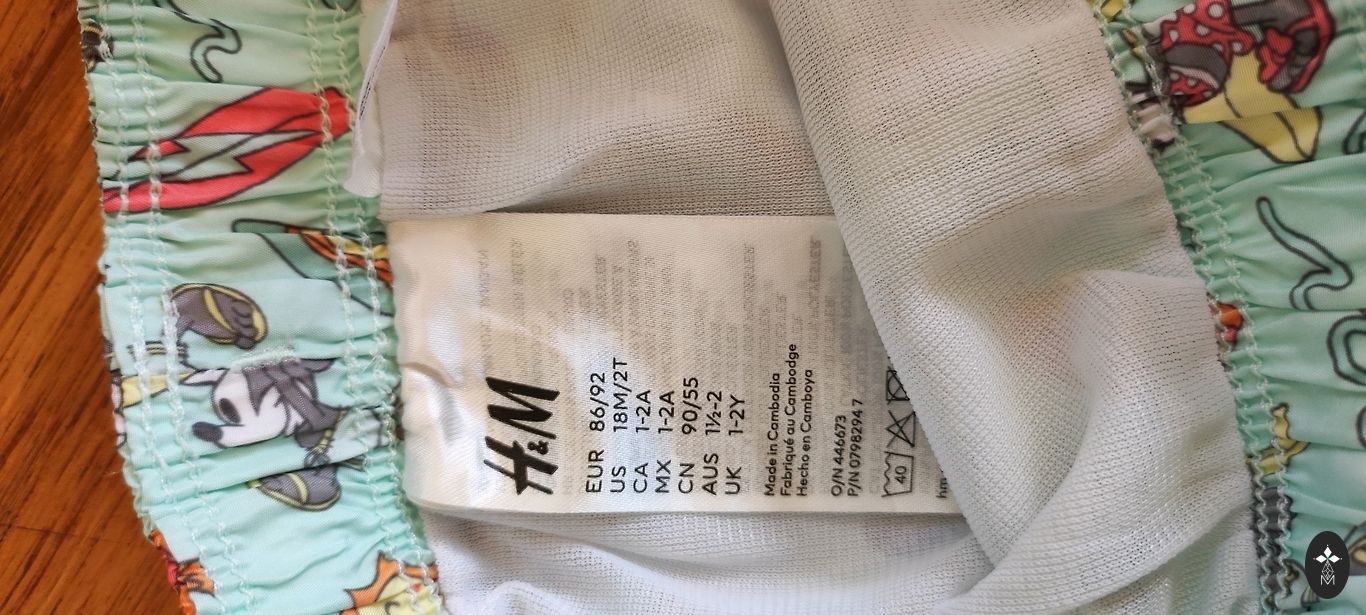 H&M
EUR 86/92
US 18M/2T
CA 1-2A
MX 1-2A
CN 90/55
AUS 1½-2
UK 1-2Y
Made in Cambodia
Fabriqué au Cambodge
Hecho en Camboya
O/N 446673
P/N 0798294 7
40
hm
M